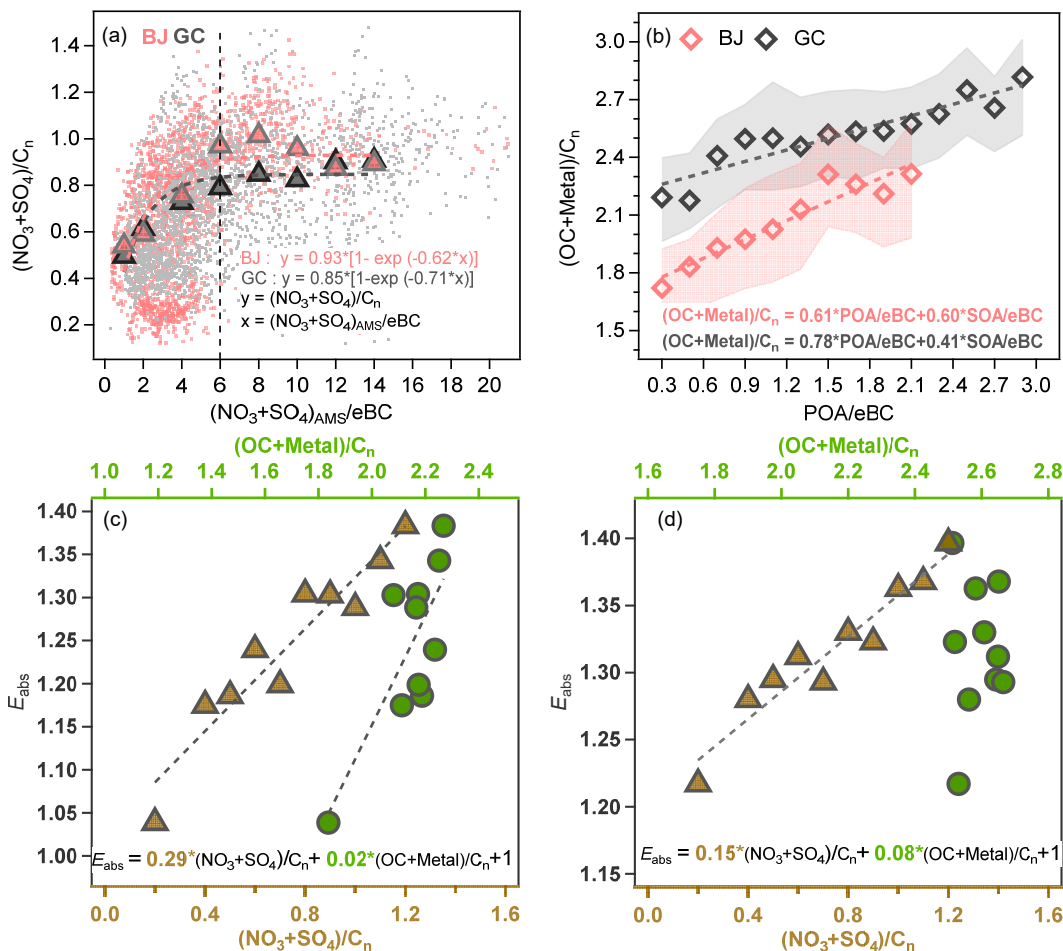 (a)
BJ GC
1.4
1.2
1.0
0.8
0.6
0.4
0.2
(NO3+SO4)/Cn
BJ : y = 0.93*[1- exp (-0.62*x)]
GC : y = 0.85*[1-exp (-0.71*x)]
y = (NO3+SO4)/Cn
x = (NO3+SO4)AMS/eBC
0 2 4 6 8 10 12 14 16 18 20
(NO3+SO4)AMS/eBC
(b)
BJ GC
3.0
2.7
2.4
2.1
1.8
1.5
(OC+Metal)/Cn
(OC+Metal)/Cn = 0.61*POA/eBC+0.60*SOA/eBC
(OC+Metal)/Cn = 0.78*POA/eBC+0.41*SOA/eBC
0.3 0.6 0.9 1.2 1.5 1.8 2.1 2.4 2.7 3.0
POA/eBC
(OC+Metal)/Cn
1.0 1.2 1.4 1.6 1.8 2.0 2.2 2.4
(c)
1.40
1.35
1.30
1.25
1.20
1.15
1.10
1.05
1.00
Eabs
Eabs = 0.29*(NO3+SO4)/Cn+ 0.02*(OC+Metal)/Cn+1
0.0 0.4 0.8 1.2 1.6
(NO3+SO4)/Cn
(OC+Metal)/Cn
1.6 1.8 2.0 2.2 2.4 2.6 2.8
(d)
1.40
1.35
1.30
1.25
1.20
1.15
Eabs
Eabs = 0.15*(NO3+SO4)/Cn+ 0.08*(OC+Metal)/Cn+1
0.0 0.4 0.8 1.2 1.6
(NO3+SO4)/Cn